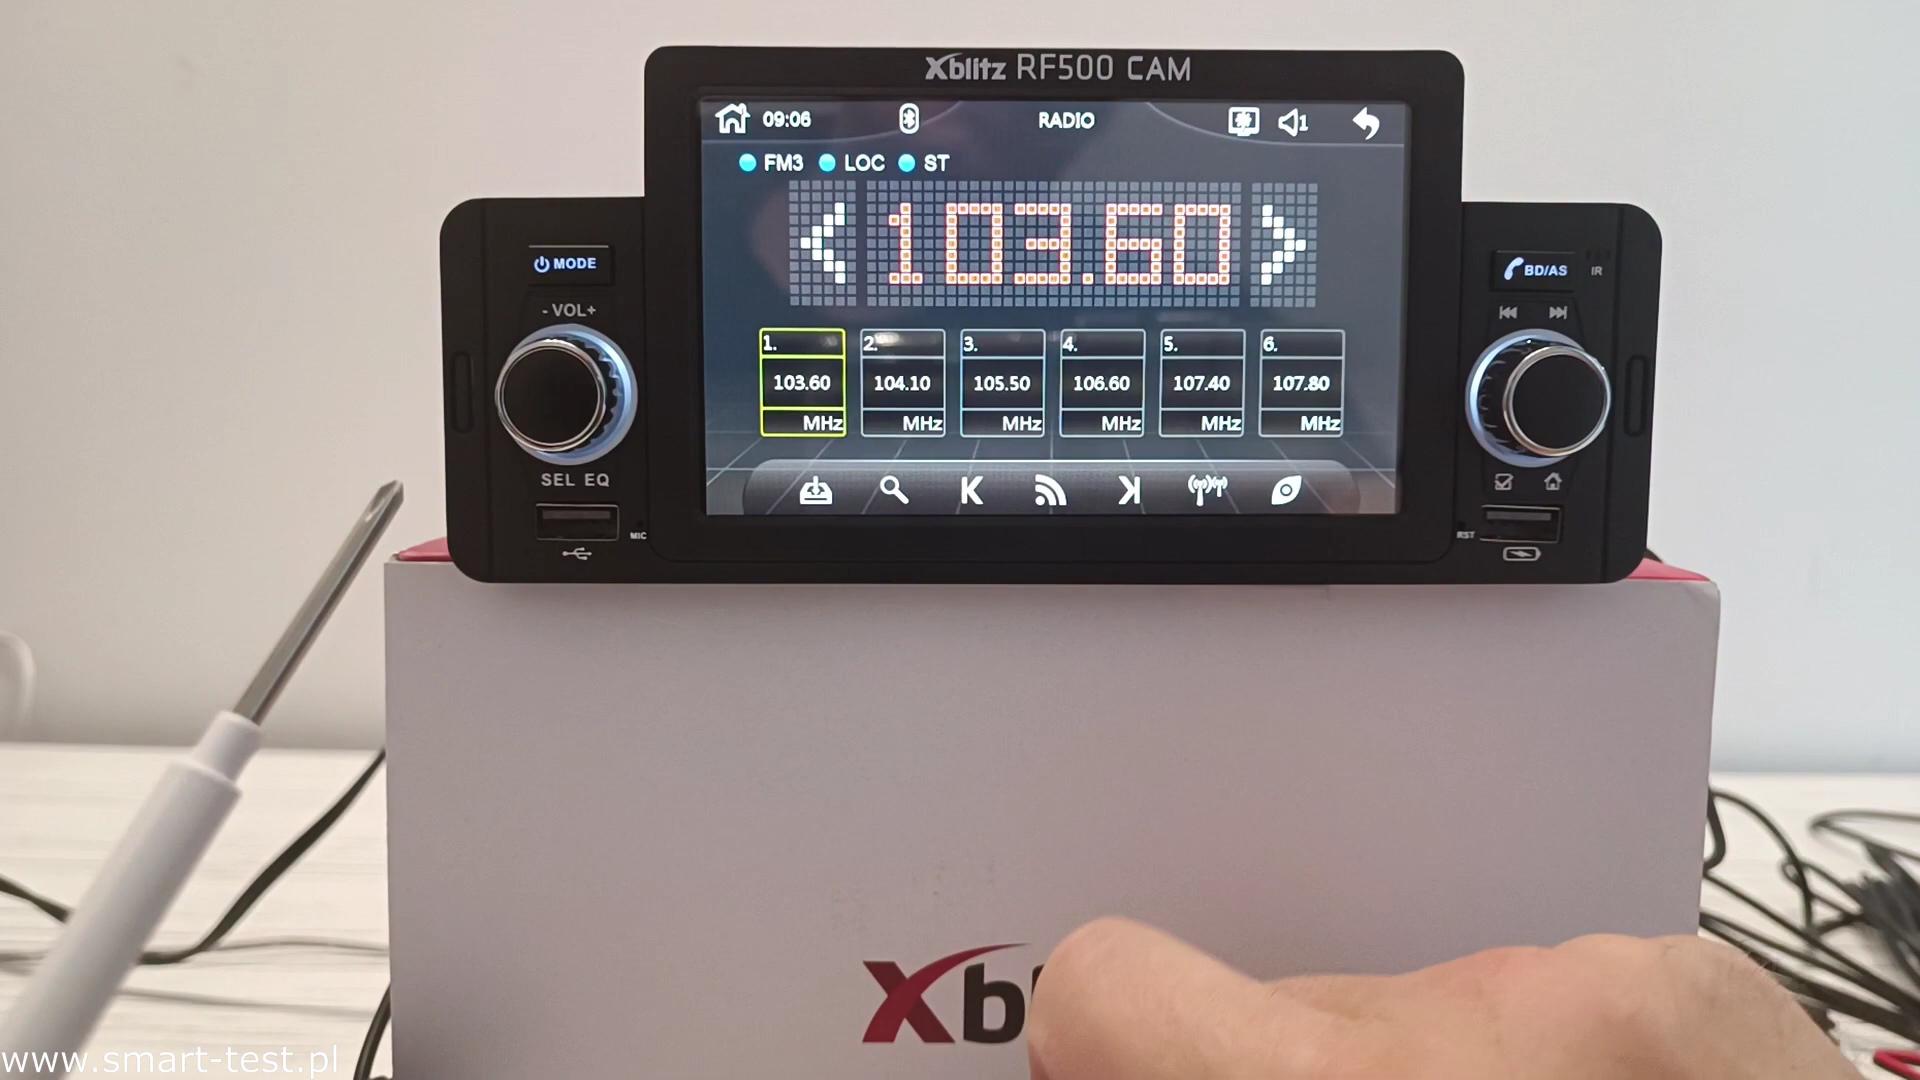 Xblitz RF500 CAM
09:06 RADIO 1
FM3 LOC ST
103.60
1. 2. 3. 4. 5. 6.
103.60 104.10 105.50 106.60 107.40 107.80
MHz MHz MHz MHz MHz MHz
MODE
- VOL+
SEL EQ
MIC
BD/AS
IR
RST
Xb
www.smart-test.pl